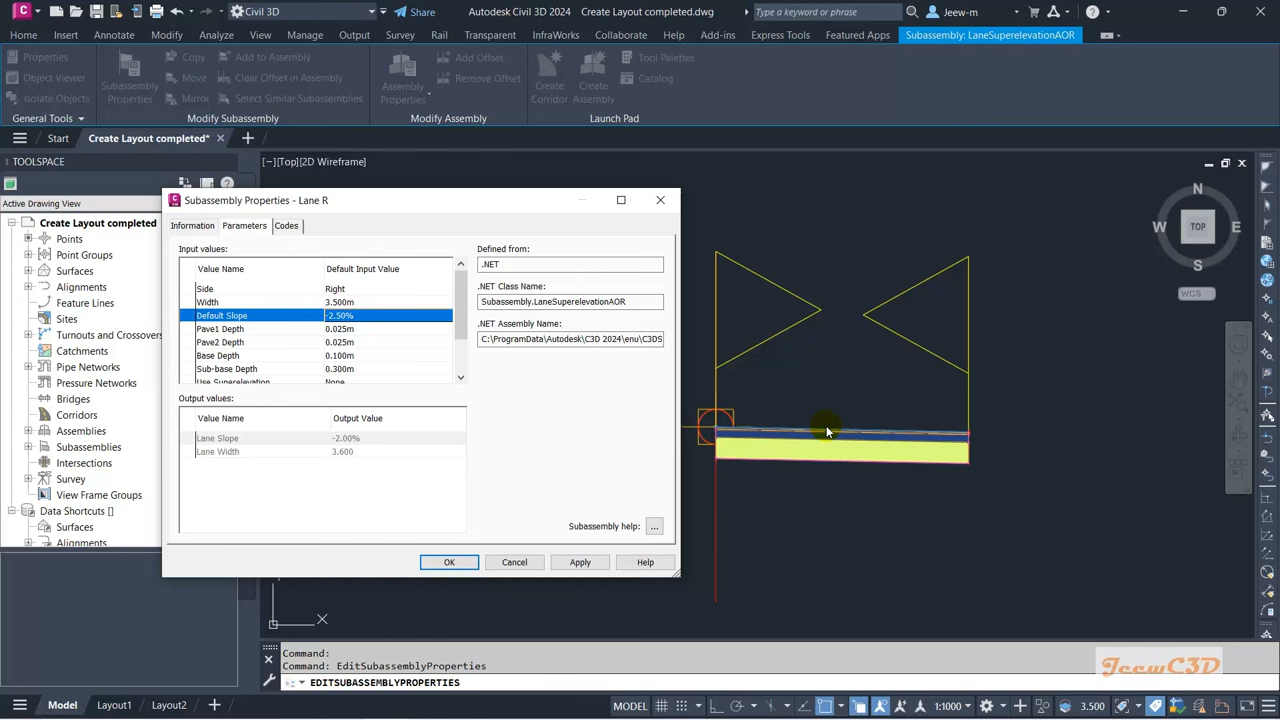 Civil 3D
Share
Autodesk Civil 3D 2024 Create Layout completed.dwg
Type a keyword or phrase
Jeew-m
Home Insert Annotate Modify Analyze View Manage Output Survey Rail Transparent InfraWorks Collaborate Help Add-ins Express Tools Featured Apps Subassembly: LaneSuperelevationAOR
Properties
Object Viewer
Isolate Objects
General Tools
Subassembly Properties
Copy
Move
Mirror
Add to Assembly
Clear Offset in Assembly
Select Similar Subassemblies
Modify Subassembly
Assembly Properties
Add Offset
Remove Offset
Modify Assembly
Create Corridor
Create Assembly
Tool Palettes
Catalog
Launch Pad
Start
Create Layout completed*
TOOLSPACE
[−][Top][2D Wireframe]
Active Drawing View
Create Layout completed
Points
Point Groups
Surfaces
Alignments
Feature Lines
Sites
Turnouts and Crossovers
Catchments
Pipe Networks
Pressure Networks
Bridges
Corridors
Assemblies
Subassemblies
Intersections
Survey
View Frame Groups
Data Shortcuts []
Surfaces
Alignments
Subassembly Properties - Lane R
Information Parameters Codes
Input values:
Value Name Default Input Value
Side Right
Width 3.500m
Default Slope -2.50%
Pave1 Depth 0.025m
Pave2 Depth 0.025m
Base Depth 0.100m
Sub-base Depth 0.300m
Use Superelevation None
Output values:
Value Name Output Value
Lane Slope -2.00%
Lane Width 3.600
Defined from:
.NET
.NET Class Name:
Subassembly.LaneSuperelevationAOR
.NET Assembly Name:
C:\ProgramData\Autodesk\C3D 2024\enu\C3DS
Subassembly help: ...
OK Cancel Apply Help
N
W TOP E
S
WCS
Y
X
Command:
Command: EditSubassemblyProperties
EDITSUBASSEMBLYPROPERTIES
JeewC3D
Model Layout1 Layout2
MODEL
1:1000
3.500